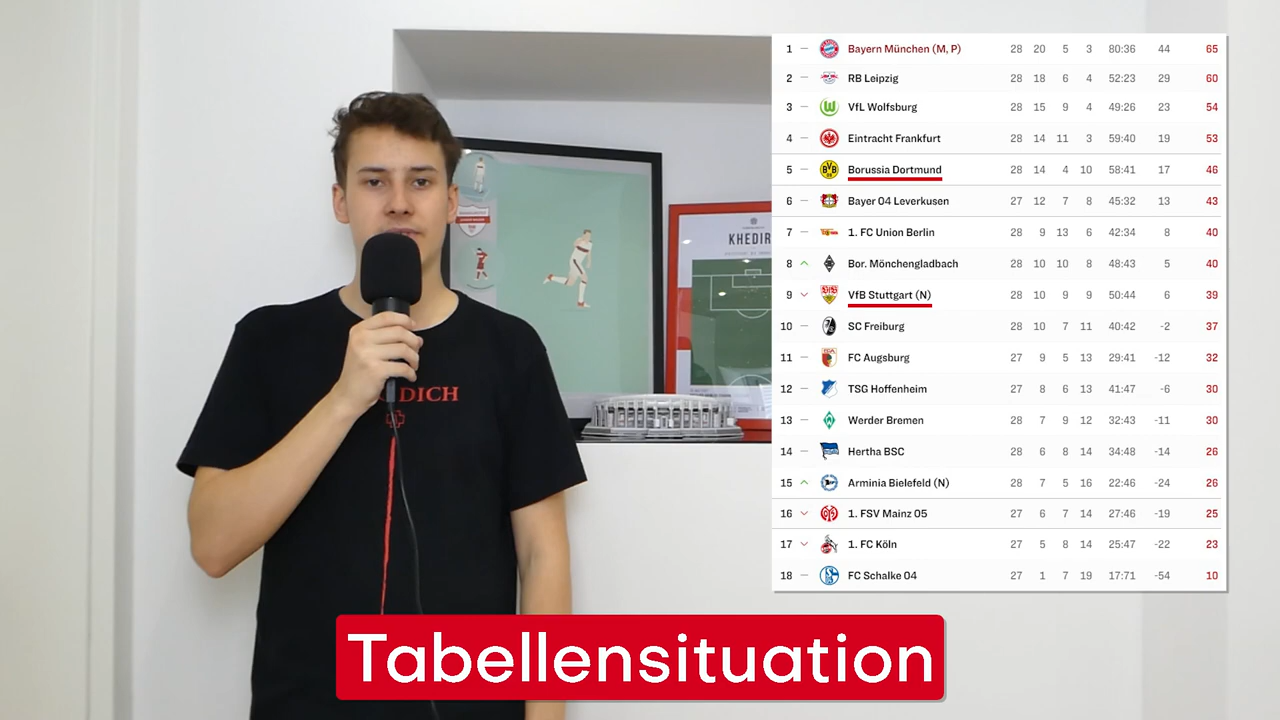 1 — Bayern München (M, P) 28 20 5 3 80:36 44 65
2 — RB Leipzig 28 18 6 4 52:23 29 60
3 — VfL Wolfsburg 28 15 9 4 49:26 23 54
4 — Eintracht Frankfurt 28 14 11 3 59:40 19 53
5 — Borussia Dortmund 28 14 4 10 58:41 17 46
6 — Bayer 04 Leverkusen 27 12 7 8 45:32 13 43
7 — 1. FC Union Berlin 28 9 13 6 42:34 8 40
8 Bor. Mönchengladbach 28 10 10 8 48:43 5 40
9 VfB Stuttgart (N) 28 10 9 9 50:44 6 39
10 — SC Freiburg 28 10 7 11 40:42 -2 37
11 — FC Augsburg 27 9 5 13 29:41 -12 32
12 — TSG Hoffenheim 27 8 6 13 41:47 -6 30
13 — Werder Bremen 28 7 9 12 32:43 -11 30
14 — Hertha BSC 28 6 8 14 34:48 -14 26
15 Arminia Bielefeld (N) 28 7 5 16 22:46 -24 26
16 1. FSV Mainz 05 27 6 7 14 27:46 -19 25
17 1. FC Köln 27 5 8 14 25:47 -22 23
18 — FC Schalke 04 27 1 7 19 17:71 -54 10
KHEDIR
DICH
Tabellensituation